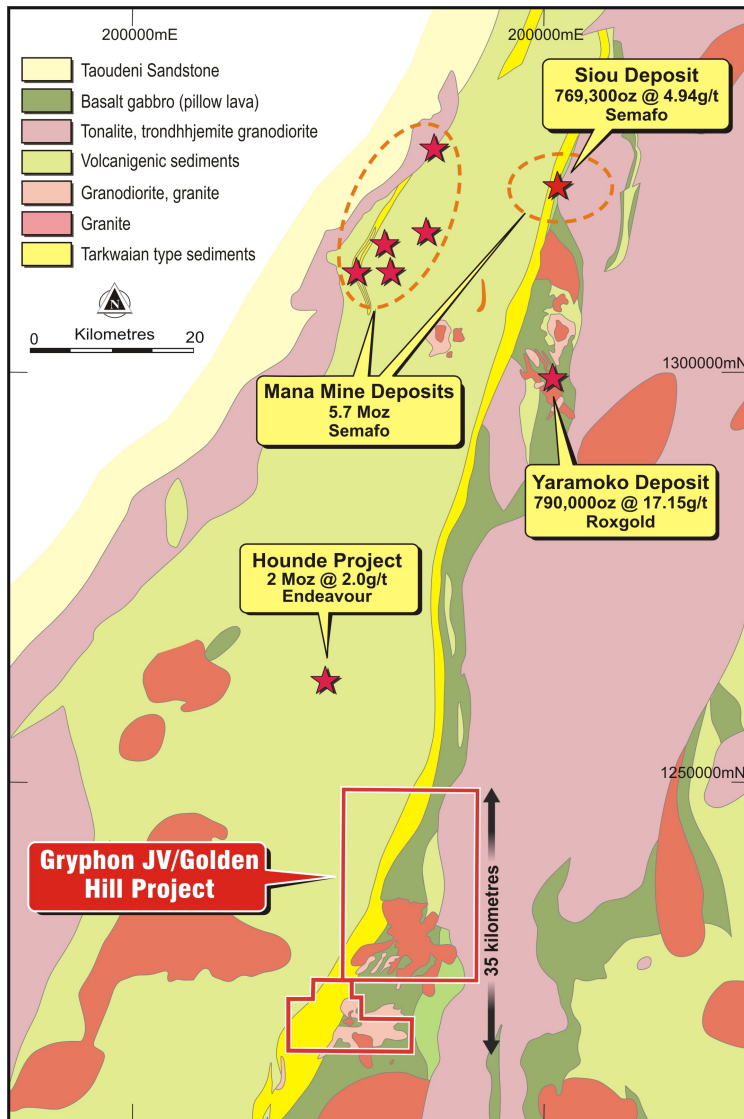 200000mE
200000mE
Taoudeni Sandstone
Basalt gabbro (pillow lava)
Tonalite, trondhhjemite granodiorite
Volcanigenic sediments
Granodiorite, granite
Granite
Tarkwaian type sediments
N
Kilometres
0
20
Siou Deposit
769,300oz @ 4.94g/t
Semafo
1300000mN
Mana Mine Deposits
5.7 Moz
Semafo
Yaramoko Deposit
790,000oz @ 17.15g/t
Roxgold
Hounde Project
2 Moz @ 2.0g/t
Endeavour
1250000mN
Gryphon JV/Golden
Hill Project
35 kilometres